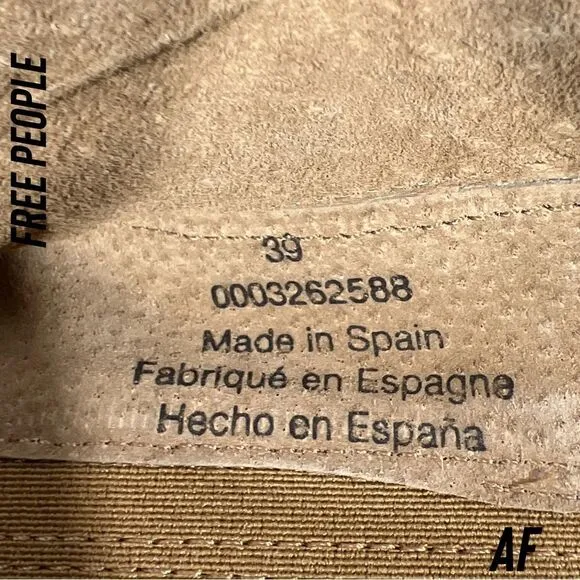 FREE PEOPLE
39
0003262588
Made in Spain
Fabriqué en Espagne
Hecho en España
AF